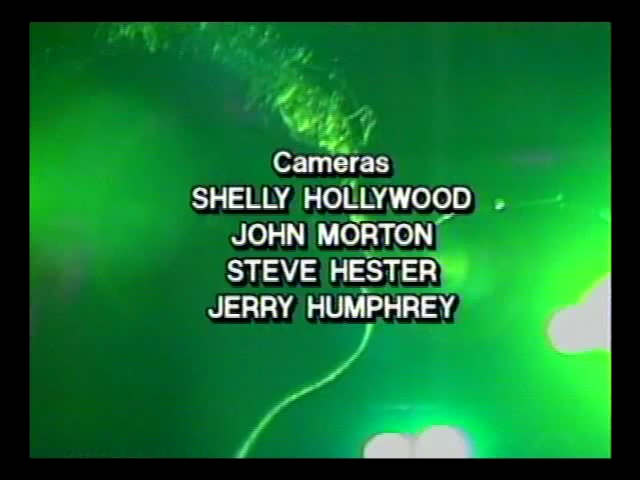 Cameras
SHELLY HOLLYWOOD
JOHN MORTON
STEVE HESTER
JERRY HUMPHREY